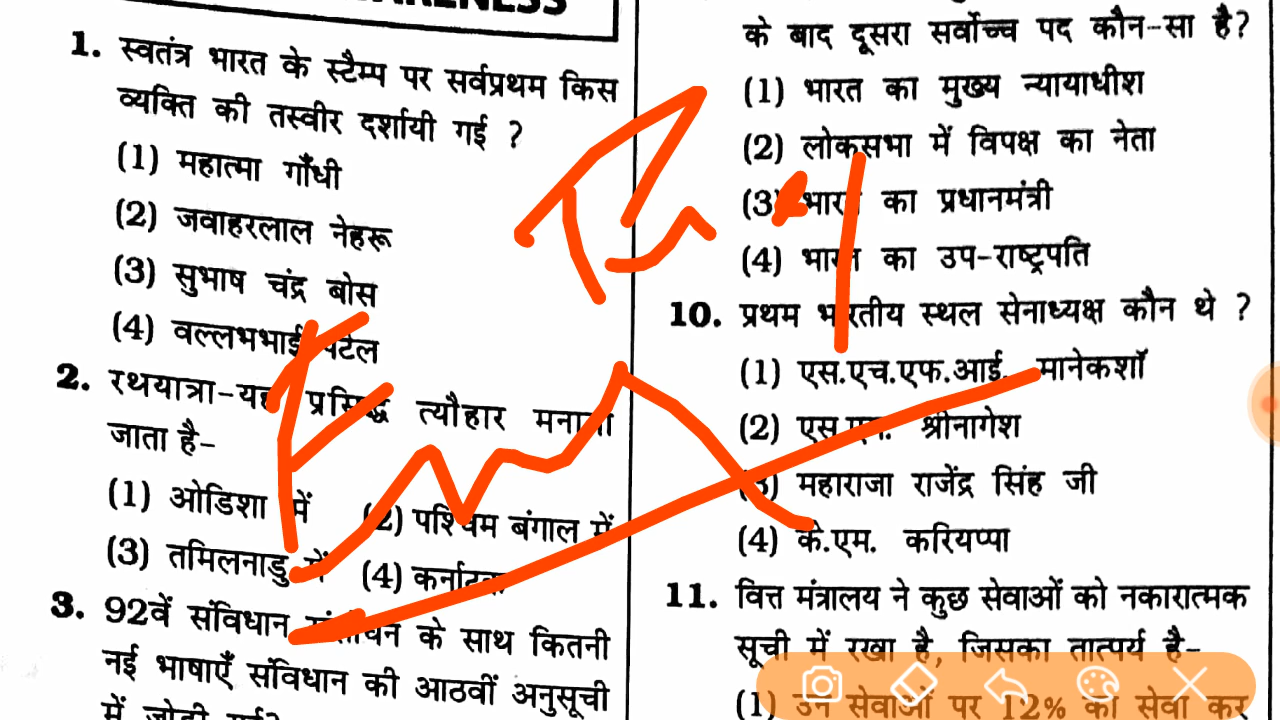 1. स्वतंत्र भारत के स्टैम्प पर सर्वप्रथम किस
व्यक्ति की तस्वीर दर्शायी गई ?
(1) महात्मा गाँधी
(2) जवाहरलाल नेहरू
(3) सुभाष चंद्र बोस
(4) वल्लभभाई पटेल
2. रथयात्रा-यह प्रसिद्ध त्यौहार मनाया
जाता है-
(1) ओडिशा में (2) पश्चिम बंगाल में
(3) तमिलनाडु में (4) कर्नाटक
3. 92वें संविधान संशोधन के साथ कितनी
नई भाषाएँ संविधान की आठवीं अनुसूची
में जोड़ी गईं?
के बाद दूसरा सर्वोच्च पद कौन-सा है?
(1) भारत का मुख्य न्यायाधीश
(2) लोकसभा में विपक्ष का नेता
(3) भारत का प्रधानमंत्री
(4) भारत का उप-राष्ट्रपति
10. प्रथम भारतीय स्थल सेनाध्यक्ष कौन थे ?
(1) एस.एच.एफ.आई. मानेकशॉ
(2) एस.एम. श्रीनागेश
(3) महाराजा राजेंद्र सिंह जी
(4) के.एम. करियप्पा
11. वित्त मंत्रालय ने कुछ सेवाओं को नकारात्मक
सूची में रखा है, जिसका तात्पर्य है-
(1) उन सेवाओं पर 12% का सेवा कर